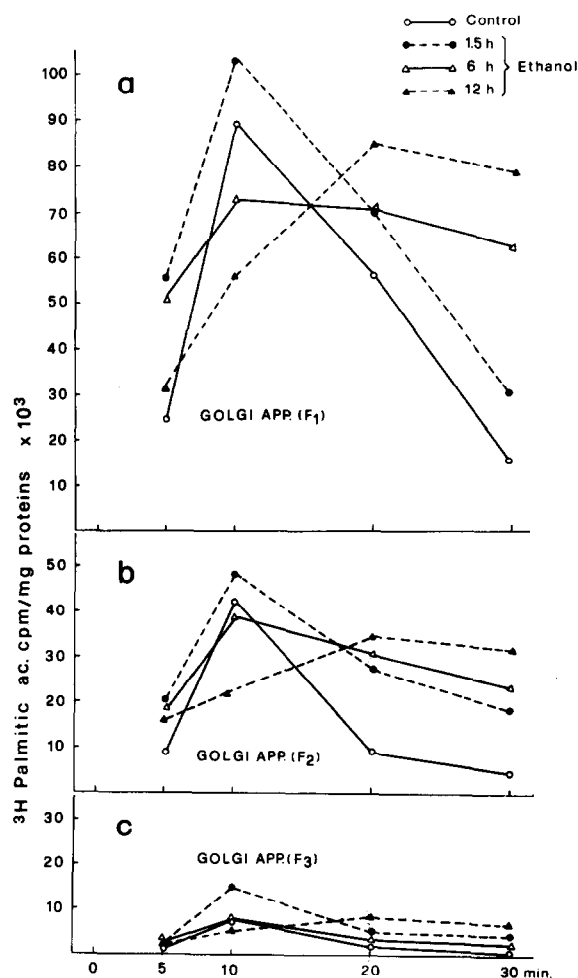 Control
1.5 h
6 h
Ethanol
12 h
a
100
90
80
70
60
50
40
30
20
10
GOLGI APP. (F1)
b
50
40
30
20
10
GOLGI APP. (F2)
c
30
20
10
GOLGI APP. (F3)
0 5 10 20 30 min.
³H Palmitic ac. cpm/mg proteins x 10³